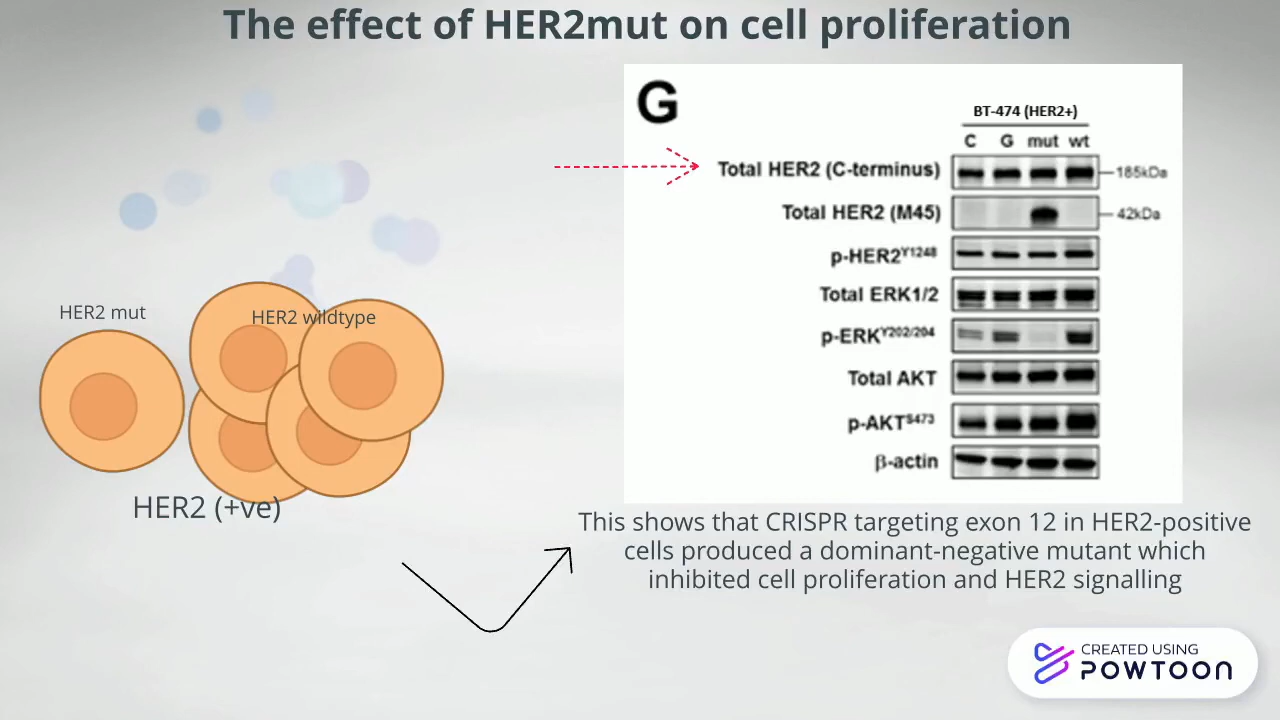 The effect of HER2mut on cell proliferation
G
BT-474 (HER2+)
C G mut wt
Total HER2 (C-terminus) 185kDa
Total HER2 (M45) 42kDa
p-HER2Y1248
Total ERK1/2
p-ERKY202/204
Total AKT
p-AKTS473
β-actin
HER2 mut
HER2 wildtype
HER2 (+ve)
This shows that CRISPR targeting exon 12 in HER2-positive
cells produced a dominant-negative mutant which
inhibited cell proliferation and HER2 signalling
CREATED USING
POWTOON